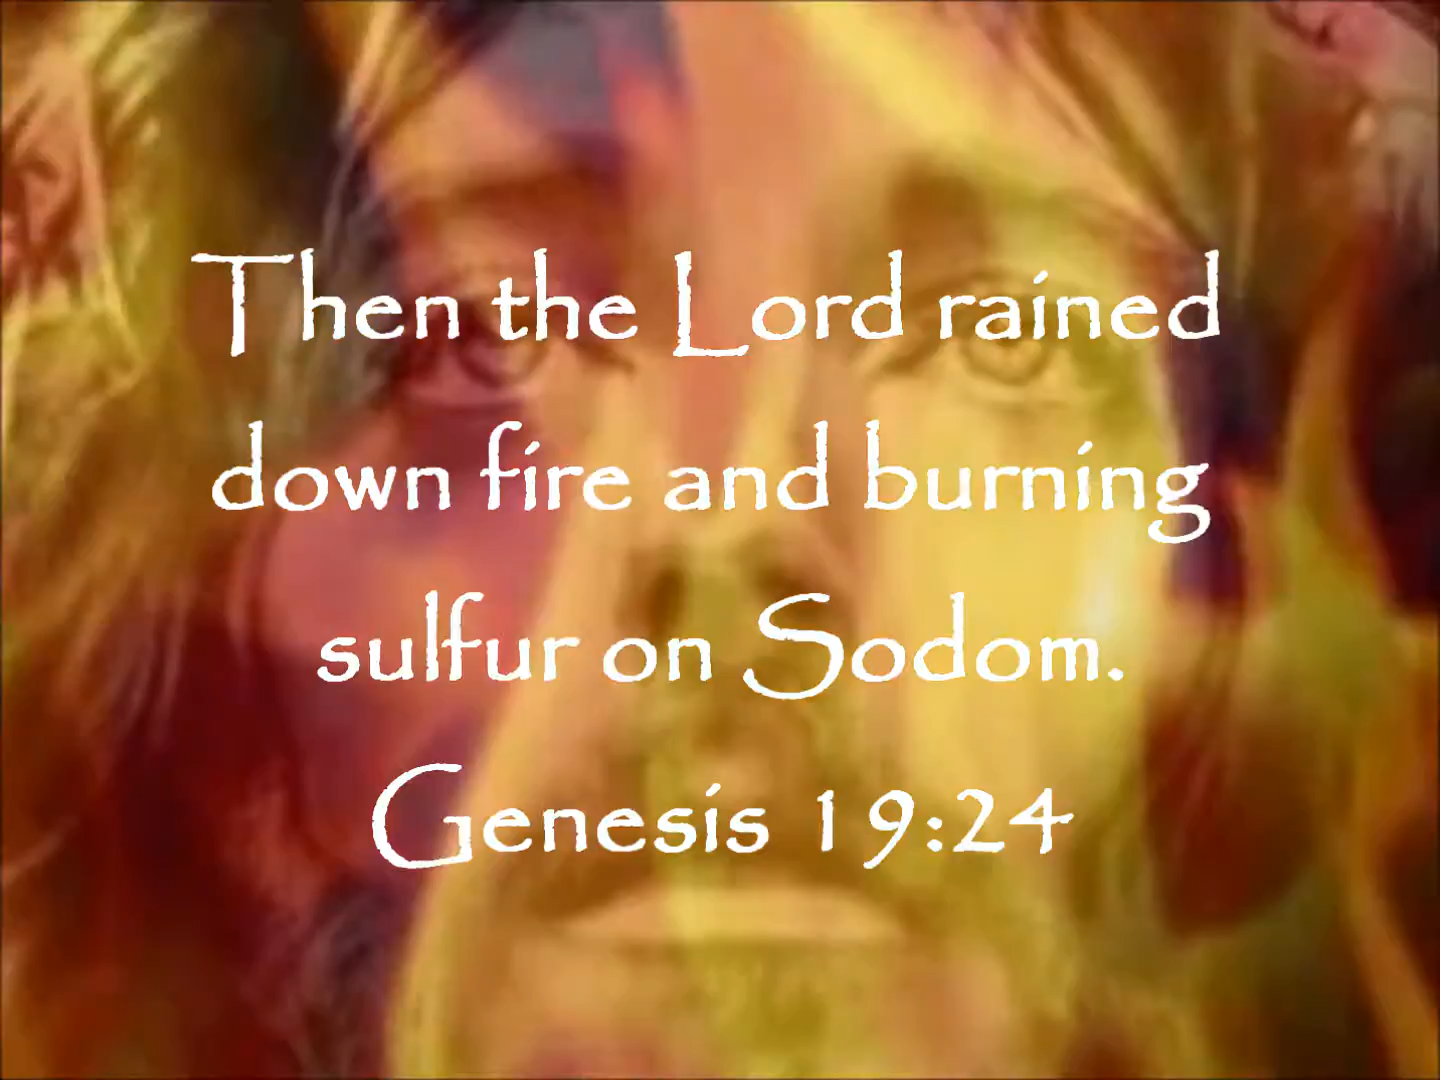 Then the Lord rained
down fire and burning
sulfur on Sodom.
Genesis 19:24